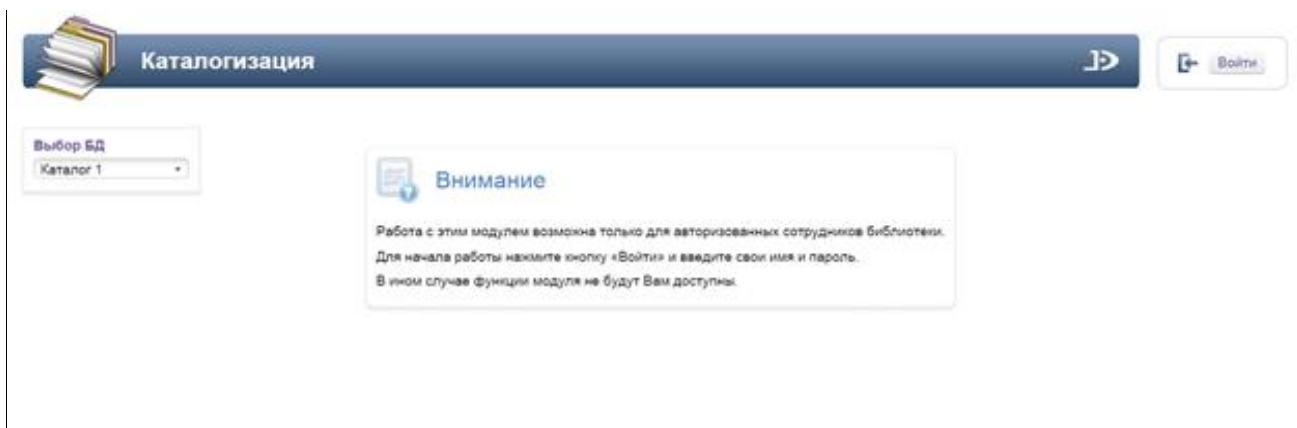 Каталогизация
Войти
Выбор БД
Каталог 1
Внимание
Работа с этим модулем возможна только для авторизованных сотрудников библиотеки.
Для начала работы нажмите кнопку «Войти» и введите свои имя и пароль.
В ином случае функции модуля не будут Вам доступны.